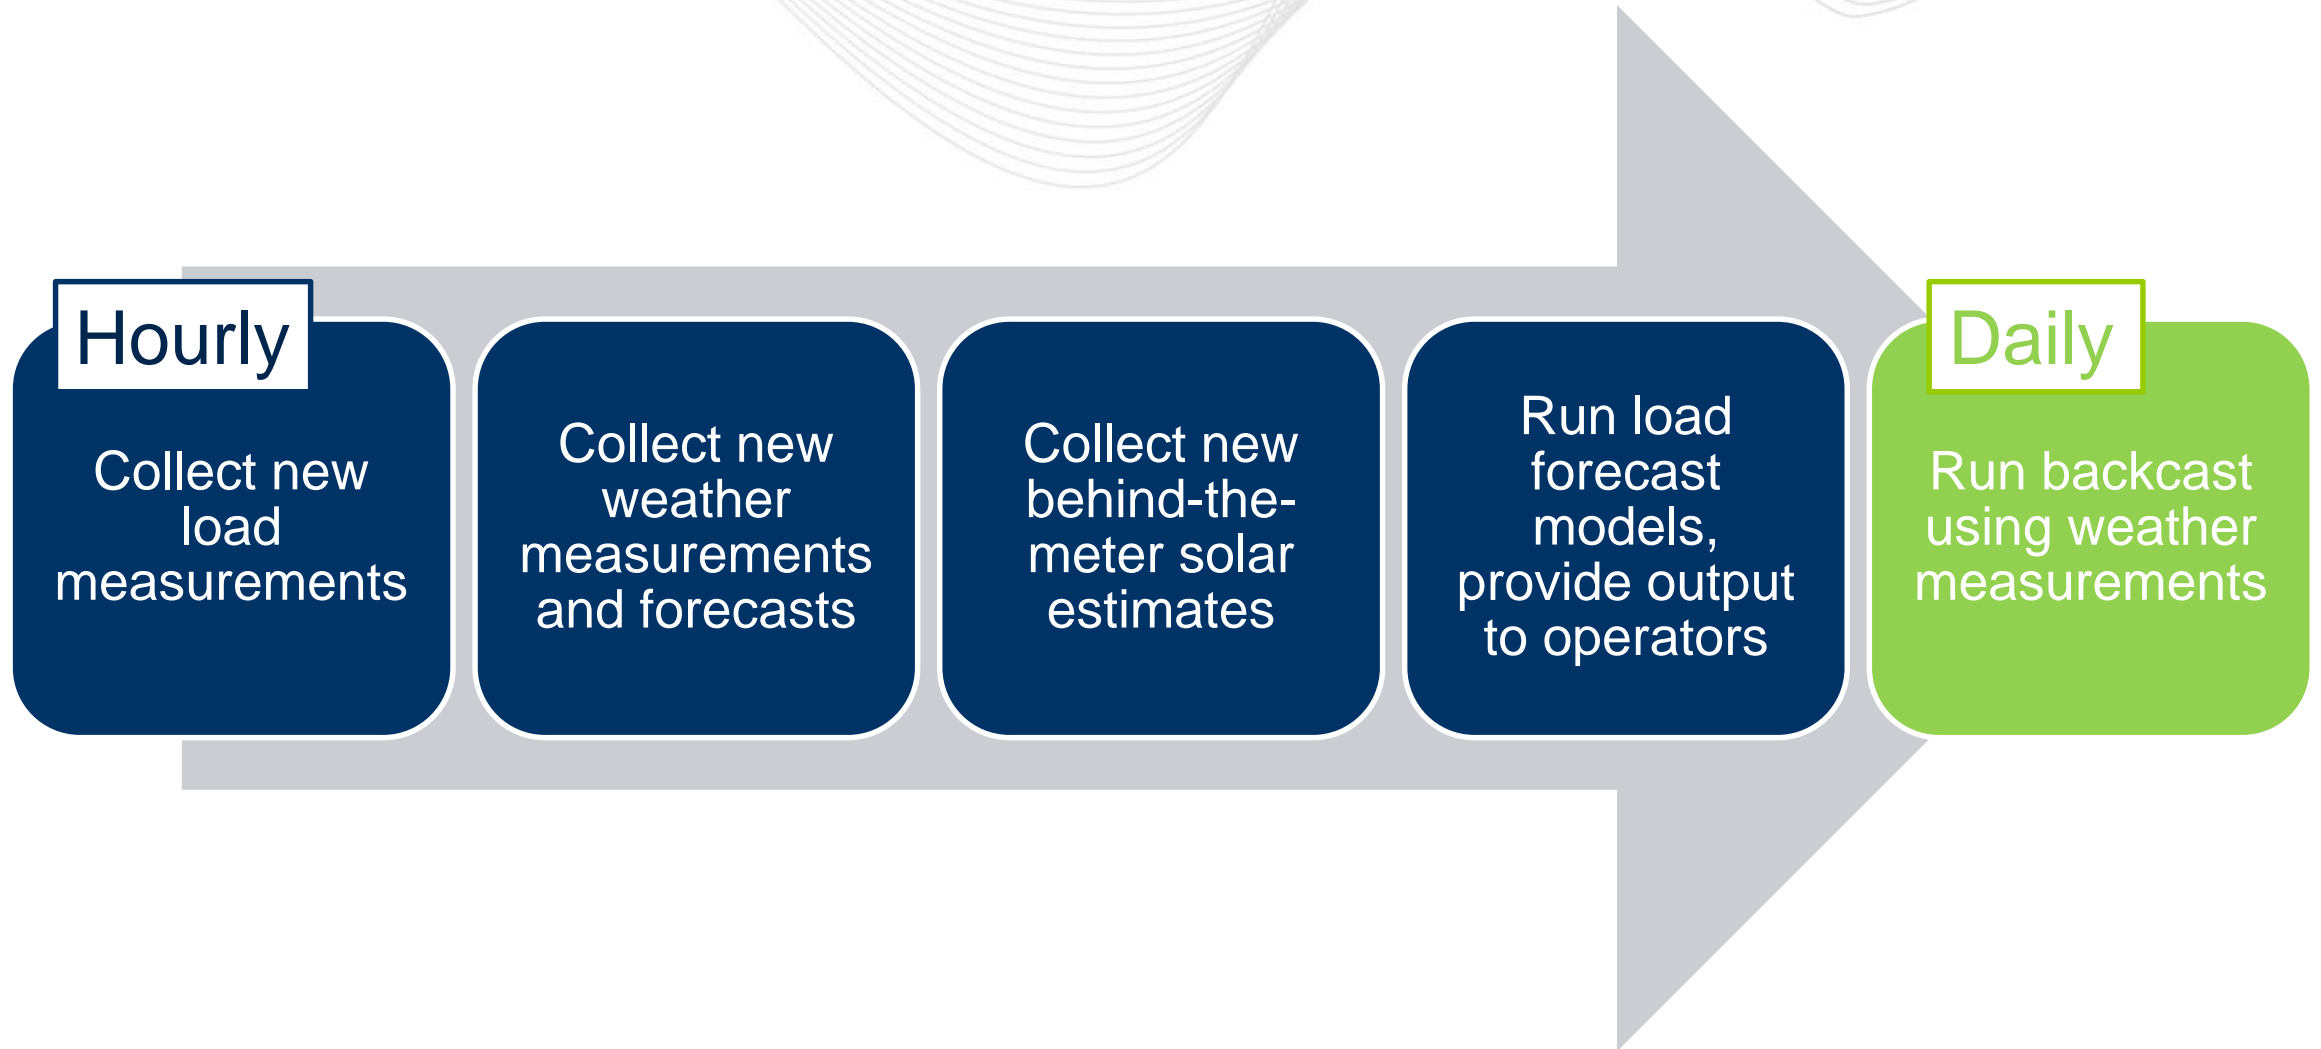 Hourly
Collect new
load
measurements
Collect new
weather
measurements
and forecasts
Collect new
behind-the-
meter solar
estimates
Run load
forecast
models,
provide output
to operators
Daily
Run backcast
using weather
measurements